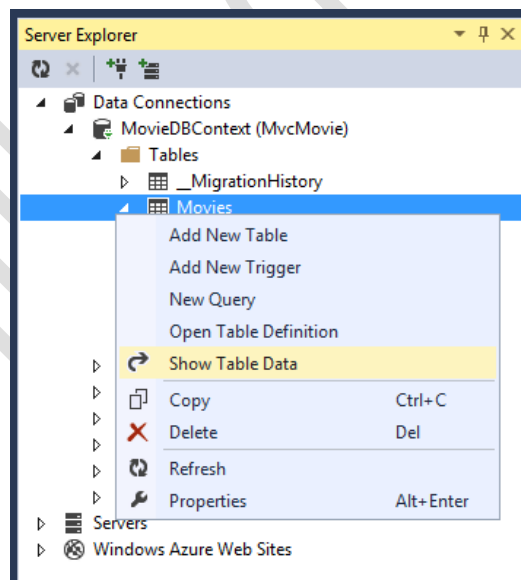 Server Explorer
Data Connections
MovieDBContext (MvcMovie)
Tables
__MigrationHistory
Movies
Add New Table
Add New Trigger
New Query
Open Table Definition
Show Table Data
Copy Ctrl+C
Delete Del
Refresh
Properties Alt+Enter
Servers
Windows Azure Web Sites